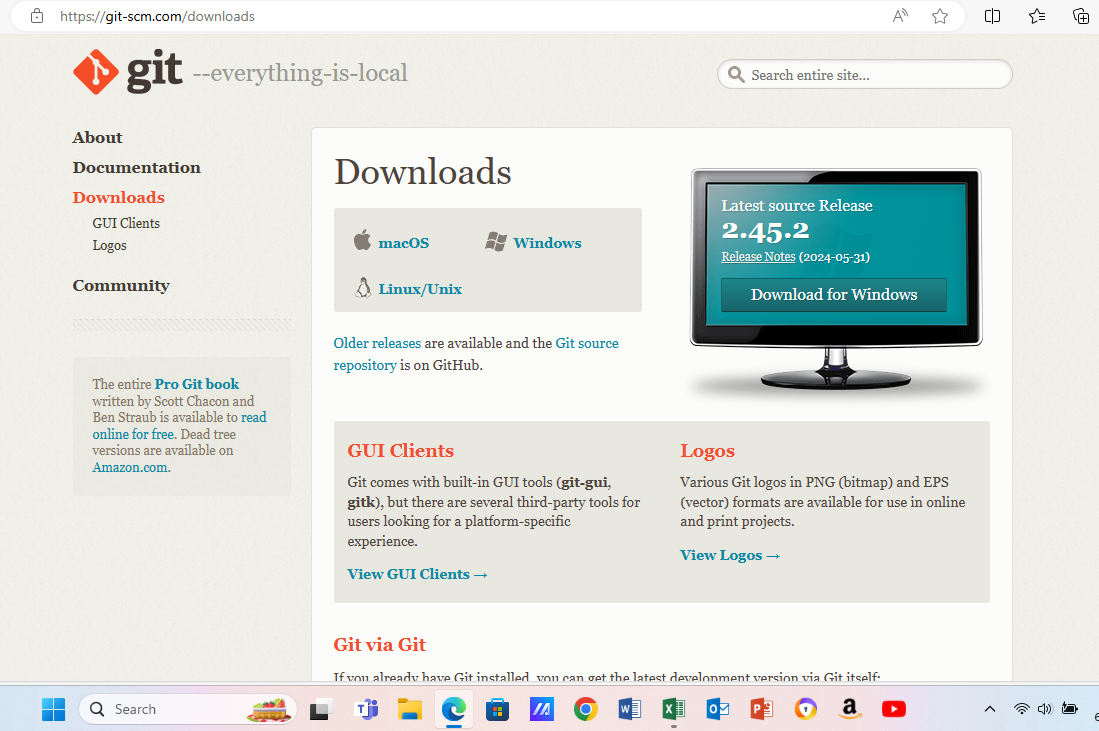 https://git-scm.com/downloads
git --everything-is-local
Search entire site...
About
Documentation
Downloads
GUI Clients
Logos
Community
The entire Pro Git book
written by Scott Chacon and
Ben Straub is available to read
online for free. Dead tree
versions are available on
Amazon.com.
Downloads
macOS
Windows
Linux/Unix
Older releases are available and the Git source
repository is on GitHub.
Latest source Release
2.45.2
Release Notes (2024-05-31)
Download for Windows
GUI Clients
Git comes with built-in GUI tools (git-gui,
gitk), but there are several third-party tools for
users looking for a platform-specific
experience.
View GUI Clients →
Logos
Various Git logos in PNG (bitmap) and EPS
(vector) formats are available for use in online
and print projects.
View Logos →
Git via Git
If you already have Git installed, you can get the latest development version via Git itself:
Search